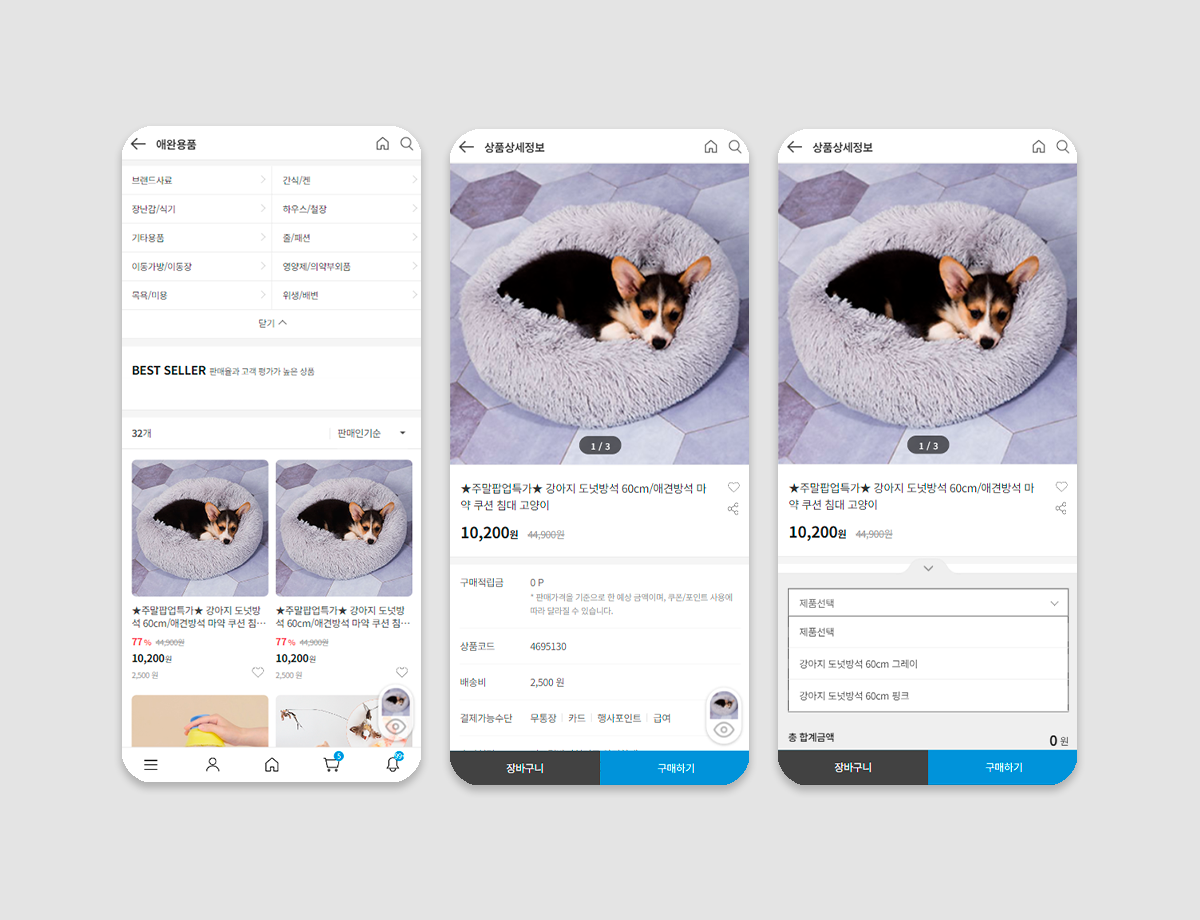 애완용품
브랜드사료
간식/켄
장난감/식기
하우스/철장
기타용품
줄/패션
이동가방/이동장
영양제/의약부외품
목욕/미용
위생/배변
닫기
BEST SELLER 판매율과 고객 평가가 높은 상품
32개
판매인기순
★주말팝업특가★ 강아지 도넛방
석 60cm/애견방석 마약 쿠션 침…
77% 44,900원
10,200원
2,500 원
★주말팝업특가★ 강아지 도넛방
석 60cm/애견방석 마약 쿠션 침…
77% 44,900원
10,200원
2,500 원
5
99+
상품상세정보
1 / 3
★주말팝업특가★ 강아지 도넛방석 60cm/애견방석 마
약 쿠션 침대 고양이
10,200원 44,900원
구매적립금 0 P
* 판매가격을 기준으로 한 예상 금액이며, 쿠폰/포인트 사용에
따라 달라질 수 있습니다.
상품코드 4695130
배송비 2,500 원
결제가능수단 무통장 카드 행사포인트 급여
장바구니
구매하기
상품상세정보
1 / 3
★주말팝업특가★ 강아지 도넛방석 60cm/애견방석 마
약 쿠션 침대 고양이
10,200원 44,900원
제품선택
제품선택
강아지 도넛방석 60cm 그레이
강아지 도넛방석 60cm 핑크
총 합계금액
0 원
장바구니
구매하기